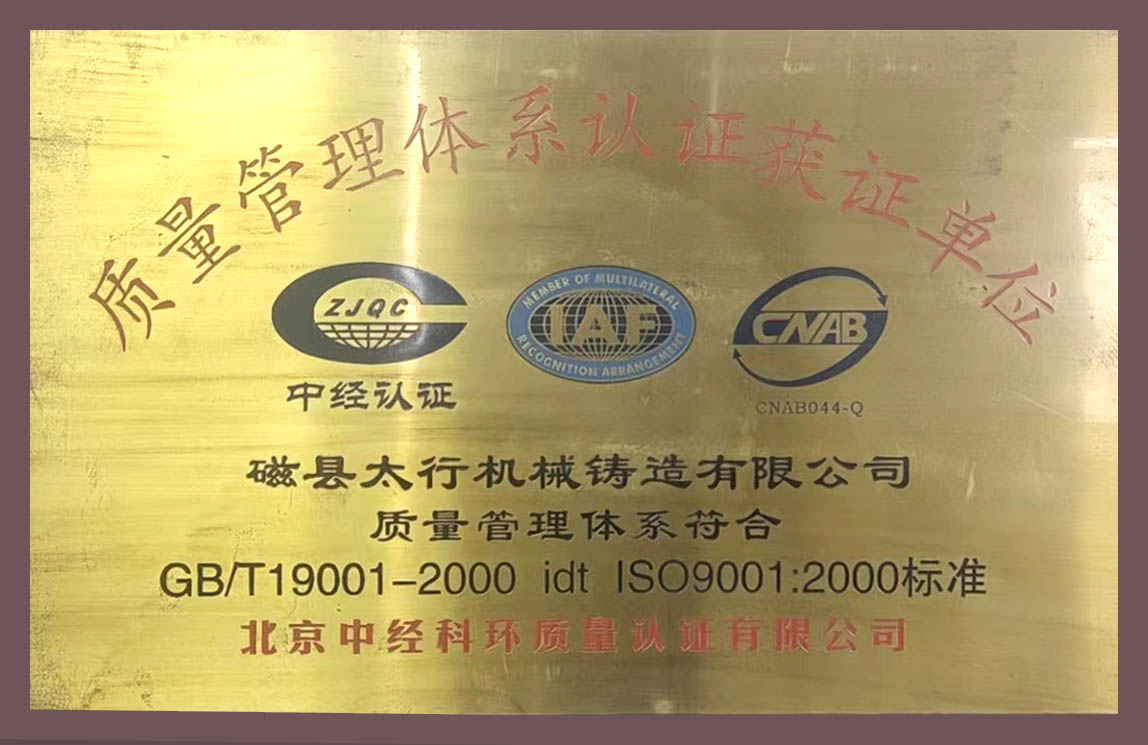 质量管理体系认证获证单位
ZJQC
中经认证
MEMBER OF MULTILATERAL
IAF
RECOGNITION ARRANGEMENT
CNAB
CNAB044-Q
磁县太行机械铸造有限公司
质量管理体系符合
GB/T19001-2000 idt ISO9001:2000标准
北京中经科环质量认证有限公司